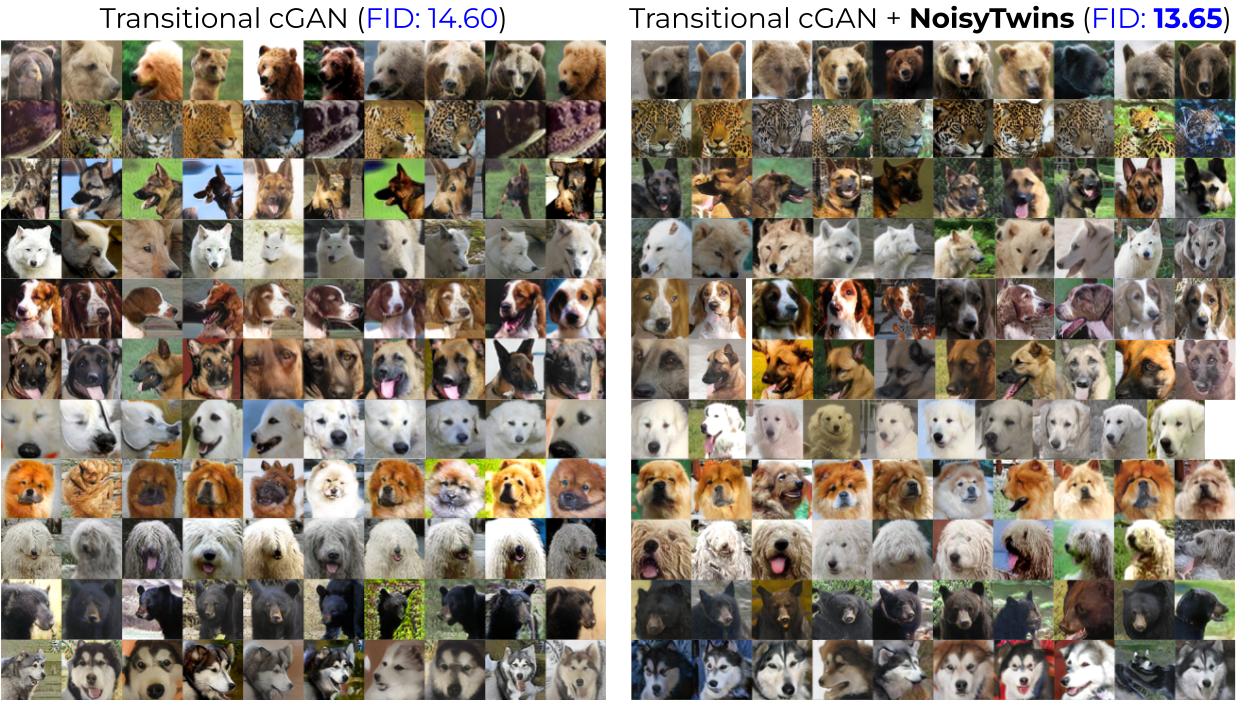 Transitional cGAN (FID: 14.60)
Transitional cGAN + NoisyTwins (FID: 13.65)